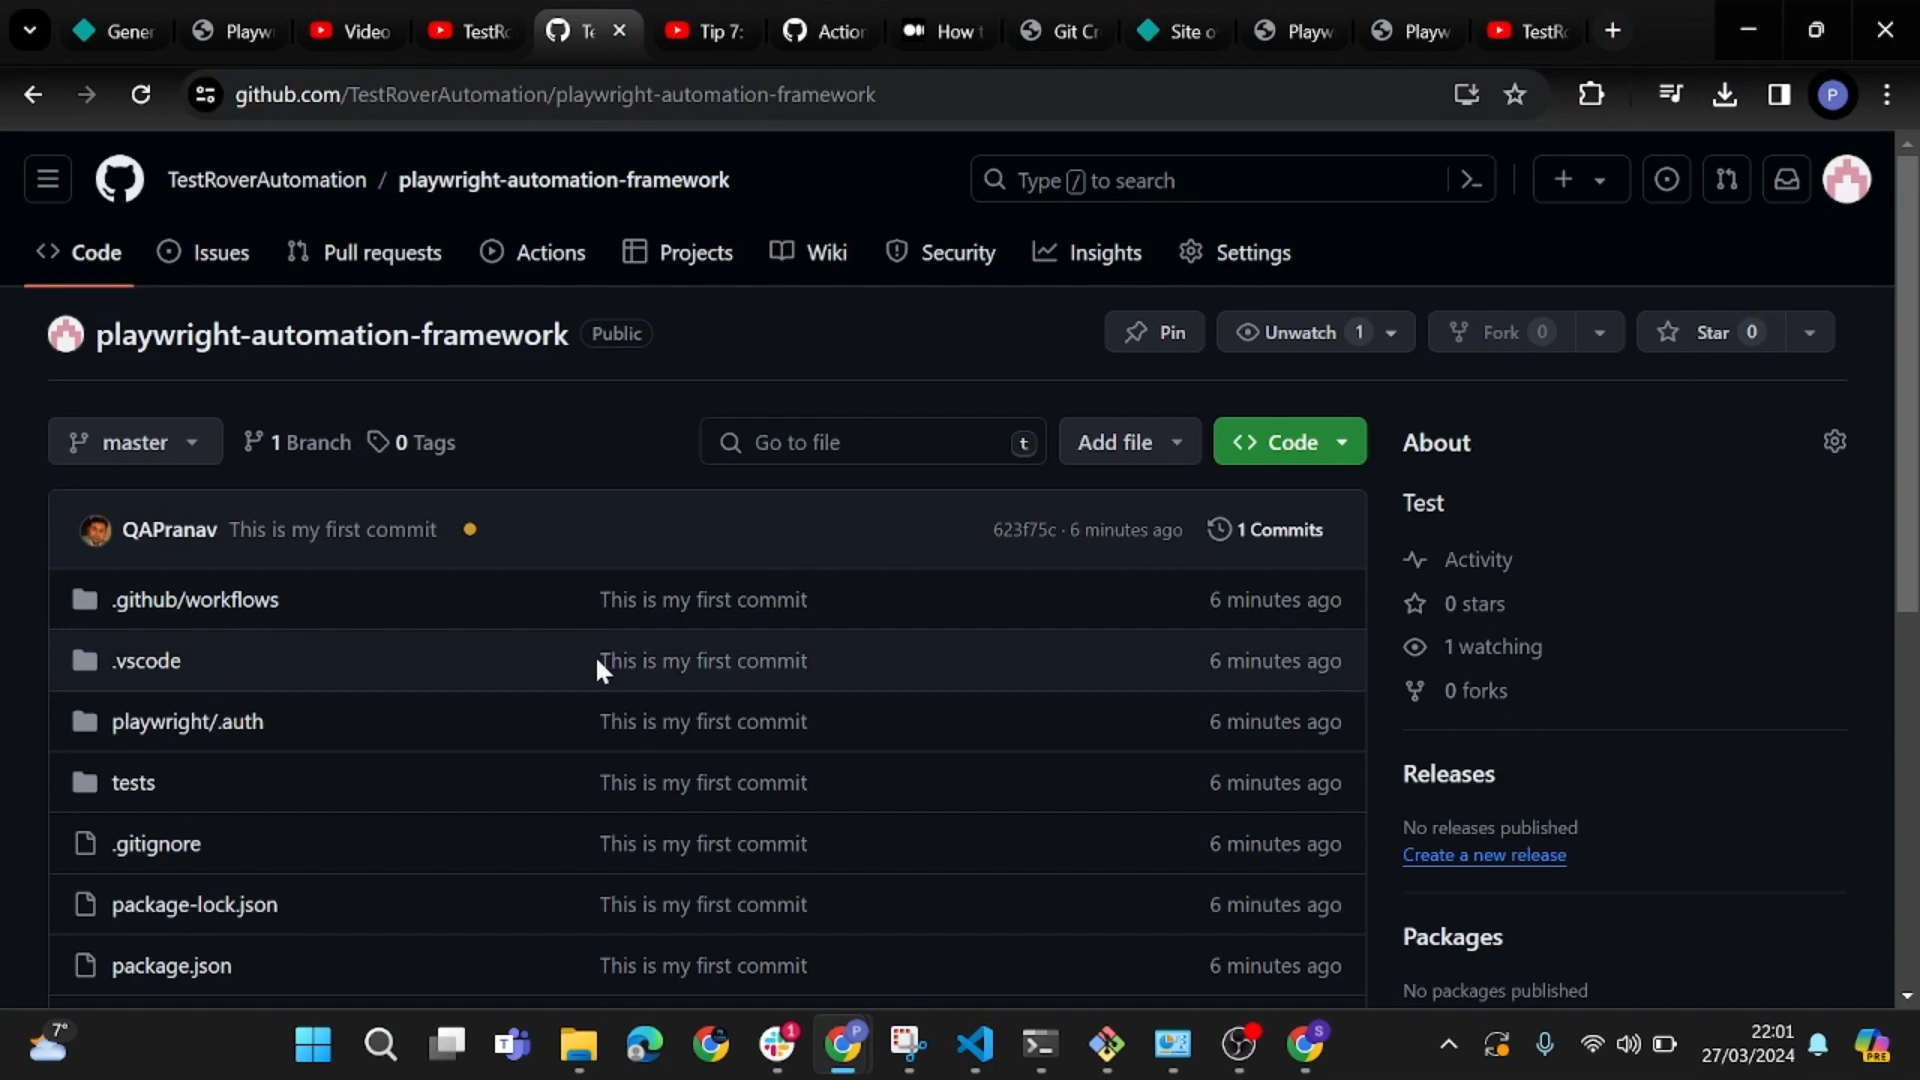 Gener
Playw
Video
TestRo
Te
Tip 7:
Action
How t
Git Cr
Site o
Playw
Playw
TestRo
github.com/TestRoverAutomation/playwright-automation-framework
P
TestRoverAutomation / playwright-automation-framework
Type / to search
Code
Issues
Pull requests
Actions
Projects
Wiki
Security
Insights
Settings
playwright-automation-framework Public
Pin
Unwatch 1
Fork 0
Star 0
master
1 Branch
0 Tags
Go to file t
Add file
Code
About
Test
QAPranav This is my first commit
623f75c · 6 minutes ago
1 Commits
.github/workflows This is my first commit 6 minutes ago
.vscode This is my first commit 6 minutes ago
playwright/.auth This is my first commit 6 minutes ago
tests This is my first commit 6 minutes ago
.gitignore This is my first commit 6 minutes ago
package-lock.json This is my first commit 6 minutes ago
package.json This is my first commit 6 minutes ago
Activity
0 stars
1 watching
0 forks
Releases
No releases published
Create a new release
Packages
No packages published
7°
1
P
S
22:01
27/03/2024
PRE